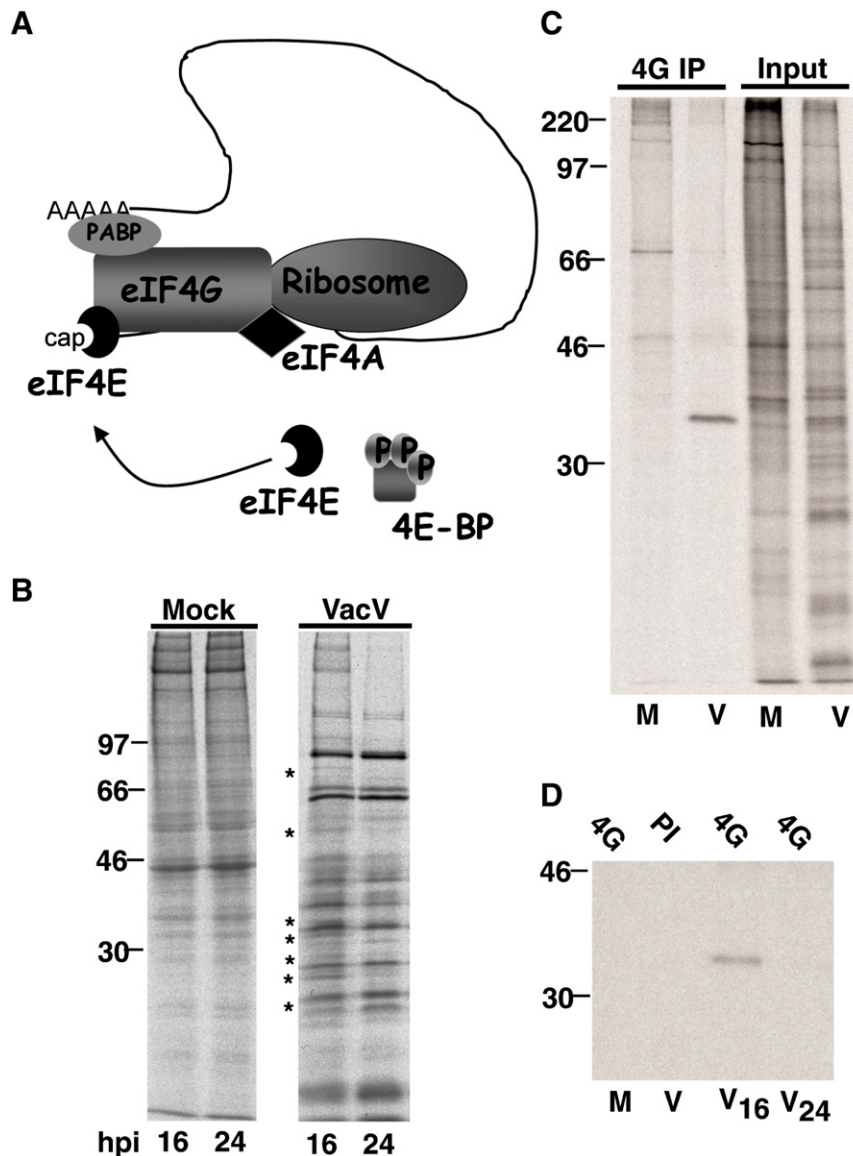 A
AAAAA
PABP
eIF4G
Ribosome
cap
eIF4E
eIF4A
eIF4E
P P P
4E-BP
B
Mock VacV
97
66
46
30
*
*
*
*
*
*
*
hpi 16 24 16 24
C
4G IP Input
220
97
66
46
30
M V M V
D
4G PI 4G 4G
46
30
M V V16 V24